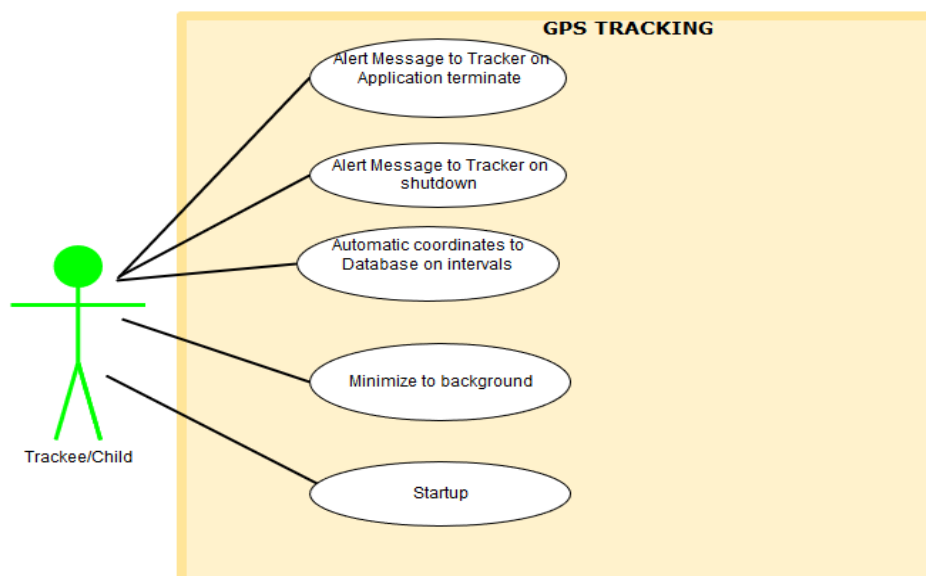 GPS TRACKING
Alert Message to Tracker on
Application terminate
Alert Message to Tracker on
shutdown
Automatic coordinates to
Database on intervals
Minimize to background
Startup
Trackee/Child